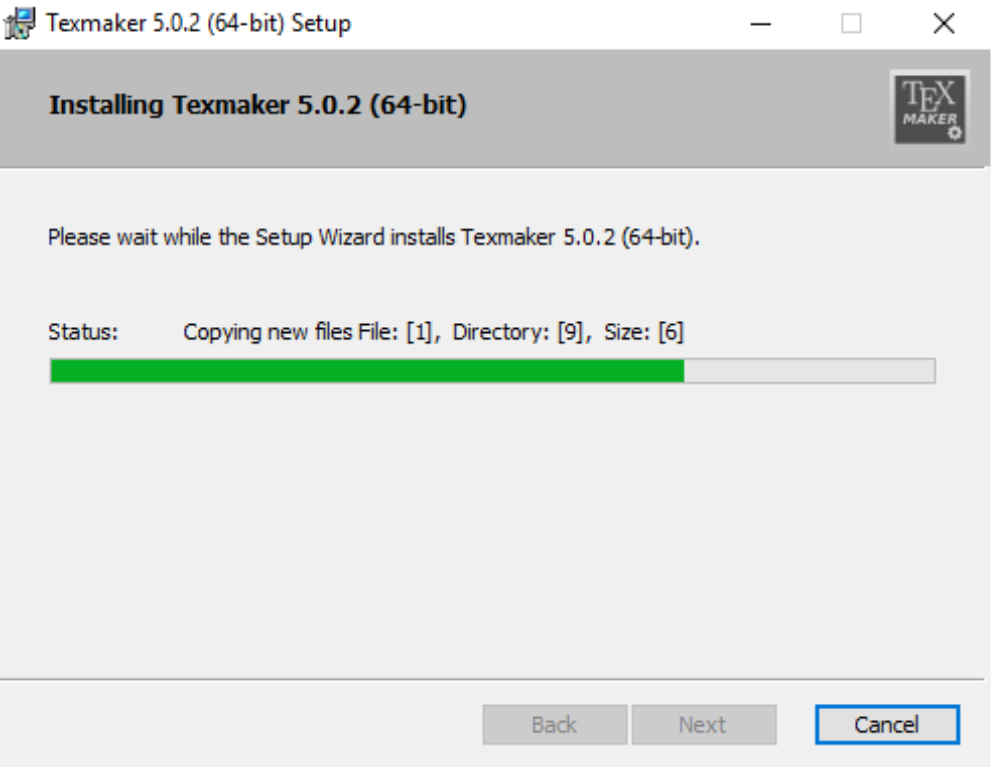 Texmaker 5.0.2 (64-bit) Setup
Installing Texmaker 5.0.2 (64-bit)
TEX
MAKER
Please wait while the Setup Wizard installs Texmaker 5.0.2 (64-bit).
Status: Copying new files File: [1], Directory: [9], Size: [6]
Back Next Cancel